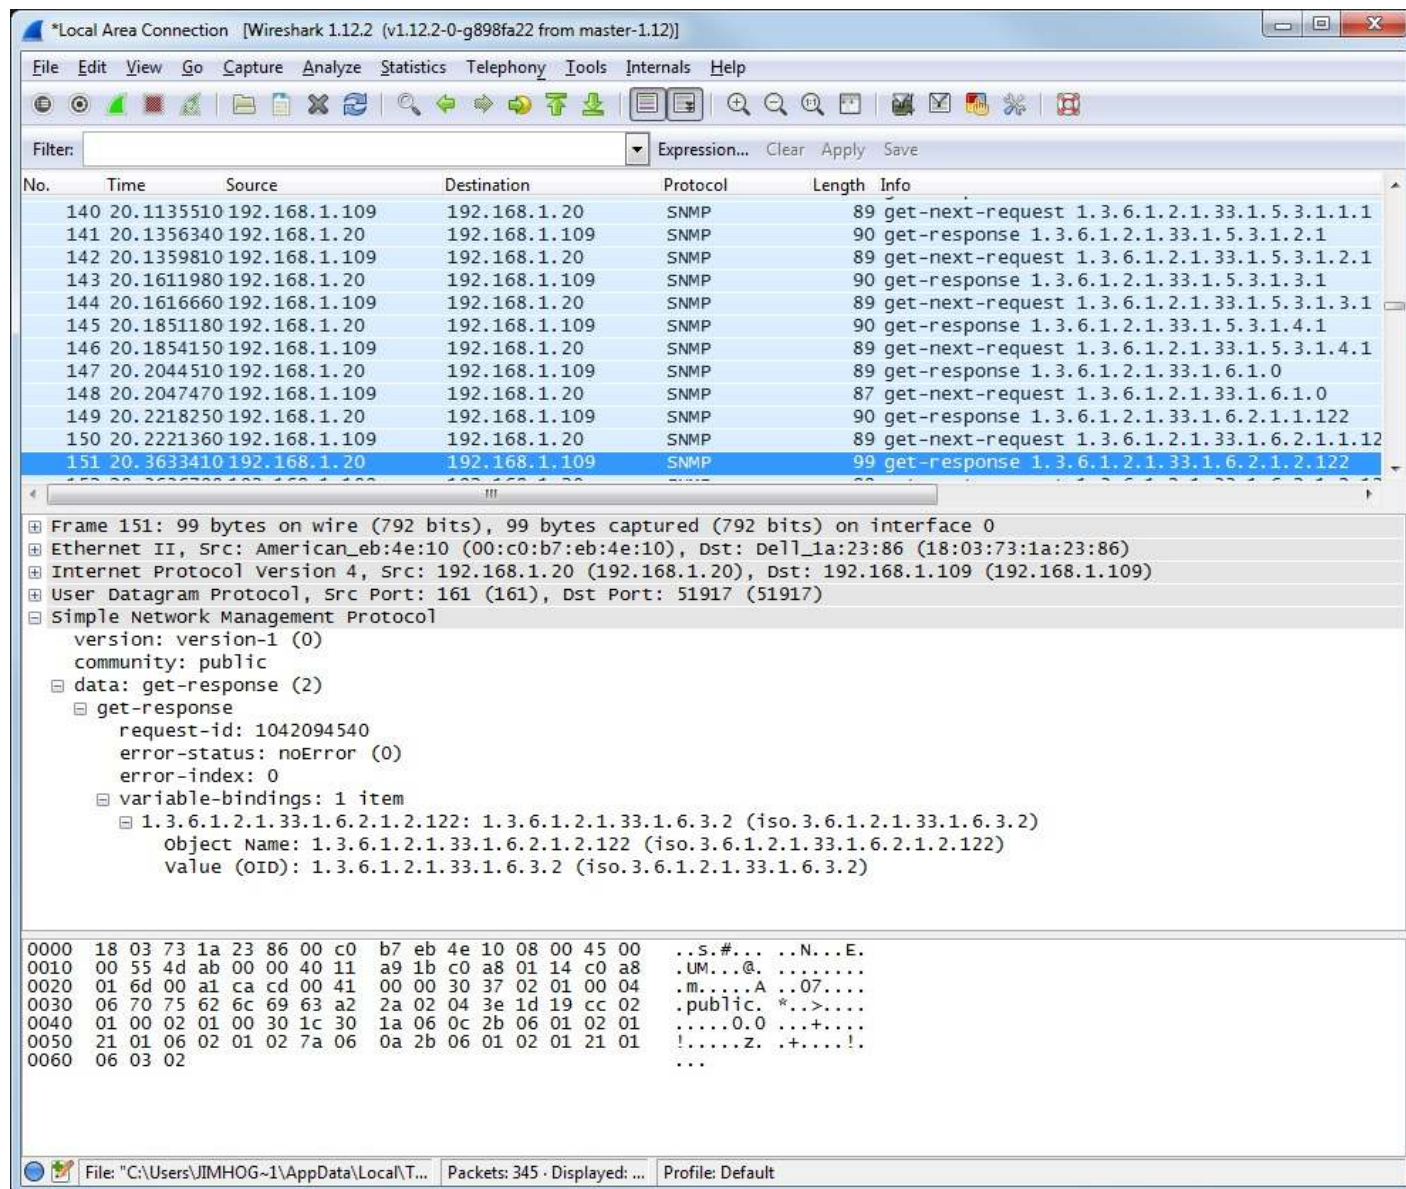 *Local Area Connection [Wireshark 1.12.2 (v1.12.2-0-g898fa22 from master-1.12)]
File Edit View Go Capture Analyze Statistics Telephony Tools Internals Help
Filter: Expression... Clear Apply Save
No. Time Source Destination Protocol Length Info
140 20.1135510 192.168.1.109 192.168.1.20 SNMP 89 get-next-request 1.3.6.1.2.1.33.1.5.3.1.1.1
141 20.1356340 192.168.1.20 192.168.1.109 SNMP 90 get-response 1.3.6.1.2.1.33.1.5.3.1.2.1
142 20.1359810 192.168.1.109 192.168.1.20 SNMP 89 get-next-request 1.3.6.1.2.1.33.1.5.3.1.2.1
143 20.1611980 192.168.1.20 192.168.1.109 SNMP 90 get-response 1.3.6.1.2.1.33.1.5.3.1.3.1
144 20.1616660 192.168.1.109 192.168.1.20 SNMP 89 get-next-request 1.3.6.1.2.1.33.1.5.3.1.3.1
145 20.1851180 192.168.1.20 192.168.1.109 SNMP 90 get-response 1.3.6.1.2.1.33.1.5.3.1.4.1
146 20.1854150 192.168.1.109 192.168.1.20 SNMP 89 get-next-request 1.3.6.1.2.1.33.1.5.3.1.4.1
147 20.2044510 192.168.1.20 192.168.1.109 SNMP 89 get-response 1.3.6.1.2.1.33.1.6.1.0
148 20.2047470 192.168.1.109 192.168.1.20 SNMP 87 get-next-request 1.3.6.1.2.1.33.1.6.1.0
149 20.2218250 192.168.1.20 192.168.1.109 SNMP 90 get-response 1.3.6.1.2.1.33.1.6.2.1.1.122
150 20.2221360 192.168.1.109 192.168.1.20 SNMP 89 get-next-request 1.3.6.1.2.1.33.1.6.2.1.1.12
151 20.3633410 192.168.1.20 192.168.1.109 SNMP 99 get-response 1.3.6.1.2.1.33.1.6.2.1.2.122
Frame 151: 99 bytes on wire (792 bits), 99 bytes captured (792 bits) on interface 0
Ethernet II, Src: American_eb:4e:10 (00:c0:b7:eb:4e:10), Dst: Dell_1a:23:86 (18:03:73:1a:23:86)
Internet Protocol Version 4, Src: 192.168.1.20 (192.168.1.20), Dst: 192.168.1.109 (192.168.1.109)
User Datagram Protocol, Src Port: 161 (161), Dst Port: 51917 (51917)
Simple Network Management Protocol
version: version-1 (0)
community: public
data: get-response (2)
get-response
request-id: 1042094540
error-status: noError (0)
error-index: 0
variable-bindings: 1 item
1.3.6.1.2.1.33.1.6.2.1.2.122: 1.3.6.1.2.1.33.1.6.3.2 (iso.3.6.1.2.1.33.1.6.3.2)
Object Name: 1.3.6.1.2.1.33.1.6.2.1.2.122 (iso.3.6.1.2.1.33.1.6.2.1.2.122)
Value (OID): 1.3.6.1.2.1.33.1.6.3.2 (iso.3.6.1.2.1.33.1.6.3.2)
0000 18 03 73 1a 23 86 00 c0 b7 eb 4e 10 08 00 45 00 ..s.#... ..N...E.
0010 00 55 4d ab 00 00 40 11 a9 1b c0 a8 01 14 c0 a8 .UM...@. ........
0020 01 6d 00 a1 ca cd 00 41 00 00 30 37 02 01 00 04 .m.....A ..07....
0030 06 70 75 62 6c 69 63 a2 2a 02 04 3e 1d 19 cc 02 .public. *..>....
0040 01 00 02 01 00 30 1c 30 1a 06 0c 2b 06 01 02 01 .....0.0 ...+....
0050 21 01 06 02 01 02 7a 06 0a 2b 06 01 02 01 21 01 !.....z. .+....!.
0060 06 03 02 ...
File: "C:\Users\JIMHOG~1\AppData\Local\T... Packets: 345 · Displayed: ... Profile: Default